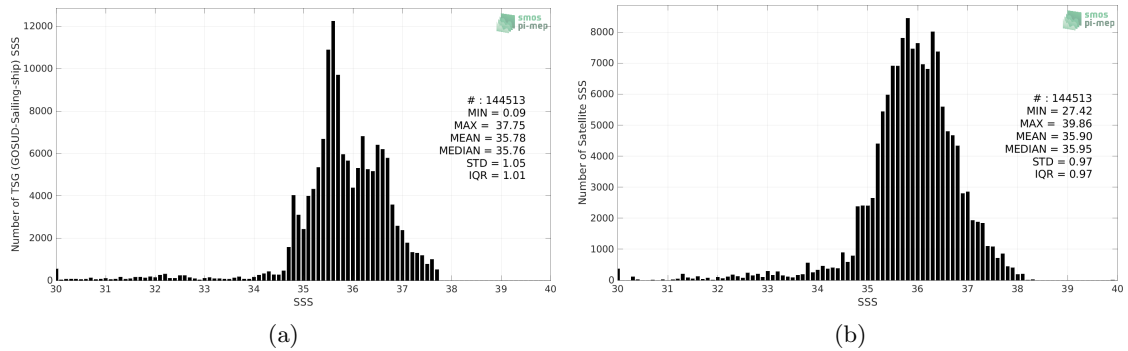 Number of TSG (GOSUD-Sailing-ship) SSS
12000
10000
8000
6000
4000
2000
0
30 31 32 33 34 35 36 37 38 39 40
SSS
smos
pi-mep
# : 144513
MIN = 0.09
MAX = 37.75
MEAN = 35.78
MEDIAN = 35.76
STD = 1.05
IQR = 1.01
(a)
Number of Satellite SSS
8000
7000
6000
5000
4000
3000
2000
1000
0
30 31 32 33 34 35 36 37 38 39 40
SSS
smos
pi-mep
# : 144513
MIN = 27.42
MAX = 39.86
MEAN = 35.90
MEDIAN = 35.95
STD = 0.97
IQR = 0.97
(b)